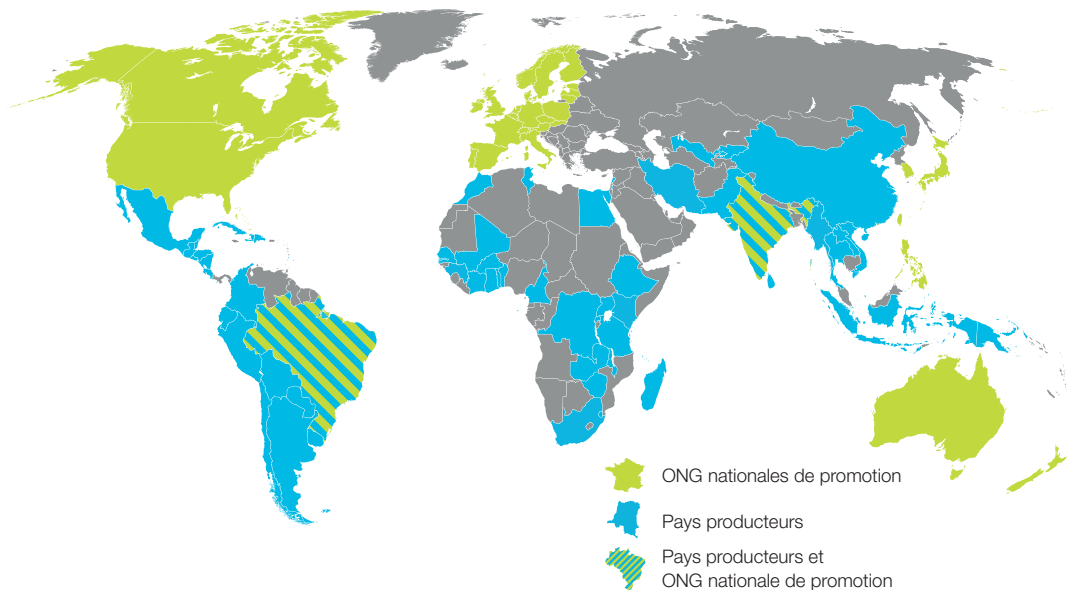 ONG nationales de promotion
Pays producteurs
Pays producteurs et
ONG nationale de promotion